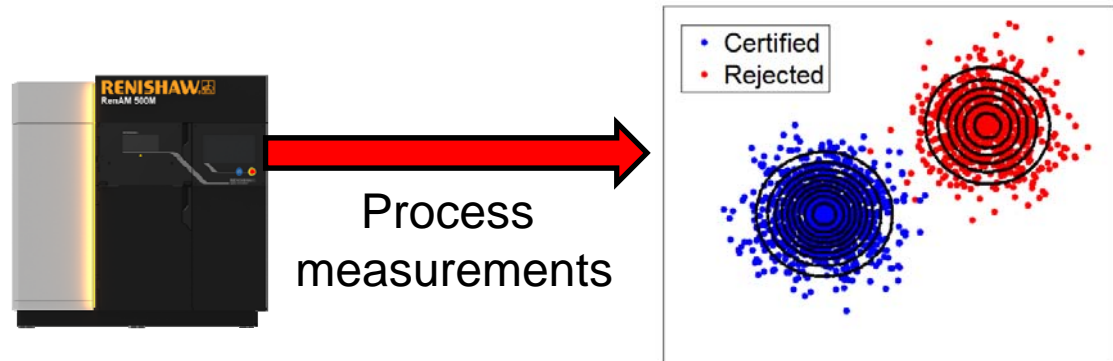 RENISHAW
RenAM 500M
Process
measurements
Certified
Rejected